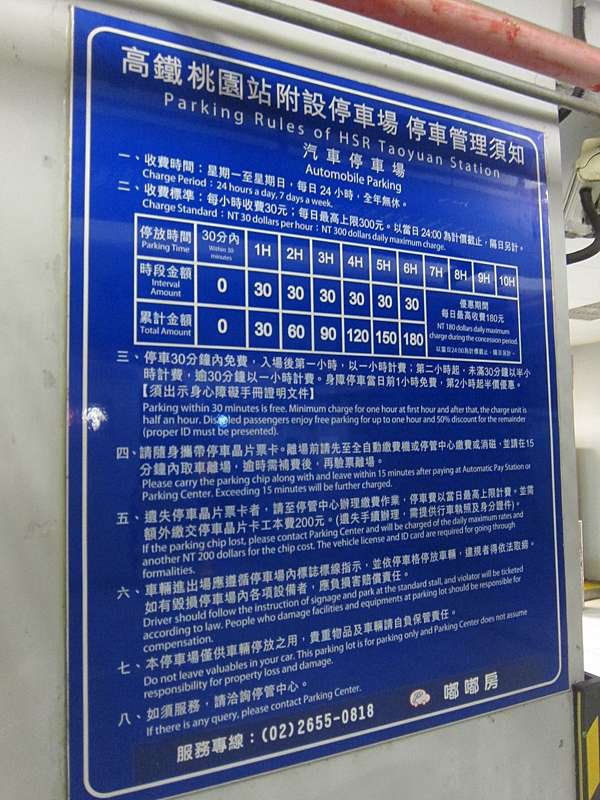 高鐵桃園站附設停車場 停車管理須知
Parking Rules of HSR Taoyuan Station
汽車停車場
Automobile Parking
一、收費時間：星期一至星期日，每日24小時，全年無休。
Charge Period : 24 hours a day, 7 days a week.
二、收費標準：每小時收費30元；每日最高上限300元。以當日24:00為計價截止，隔日另計。
Charge Standard : NT 30 dollars per hour ; NT 300 dollars daily maximum charge.
停放時間 30分內 1H 2H 3H 4H 5H 6H 7H 8H 9H 10H
Parking Time Within 30 minutes
時段金額 0 30 30 30 30 30 30 優惠期間
Interval Amount 每日最高收費180元
累計金額 0 30 60 90 120 150 180 NT 180 dollars daily maximum
Total Amount charge during the concession period.
以當日24:00為計價截止，隔日另計。
三、停車30分鐘內免費，入場後第一小時，以一小時計費；第二小時起，未滿30分鐘以半小
時計費，逾30分鐘以一小時計費。身障停車當日前1小時免費，第2小時起半價優惠。
【須出示身心障礙手冊證明文件】
Parking within 30 minutes is free. Minimum charge for one hour at first hour and after that, the charge unit is
half an hour. Disabled passengers enjoy free parking for up to one hour and 50% discount for the remainder
(proper ID must be presented).
四、請隨身攜帶停車晶片票卡。離場前請先至全自動繳費機或停管中心繳費或消磁，並請在15
分鐘內取車離場，逾時需補費後，再驗票離場。
Please carry the parking chip along with and leave within 15 minutes after paying at Automatic Pay Station or
Parking Center. Exceeding 15 minutes will be further charged.
五、遺失停車晶片票卡者，請至停管中心辦理繳費作業，停車費以當日最高上限計費。並需
額外繳交停車晶片卡工本費200元。(遺失手續辦理，需提供行車執照及身分證件)。
If the parking chip lost, please contact Parking Center and will be charged of the daily maximum rates and
another NT 200 dollars for the chip cost. The vehicle license and ID card are required for going through
formalities.
六、車輛進出場應遵循停車場內標誌標線指示，並依停車格停放車輛，違規者得依法取締。
如有毀損停車場內各項設備者，應負損害賠償責任。
Driver should follow the instruction of signage and park at the standard stall, and violator will be ticketed
according to law. People who damage facilities and equipments at parking lot should be responsible for
compensation.
七、本停車場僅供車輛停放之用，貴重物品及車輛請自負保管責任。
Do not leave valuables in your car. This parking lot is for parking only and Parking Center does not assume
responsibility for property loss and damage.
八、如須服務，請洽詢停管中心。
If there is any query, please contact Parking Center.
服務專線：(02)2655-0818
嘟嘟房